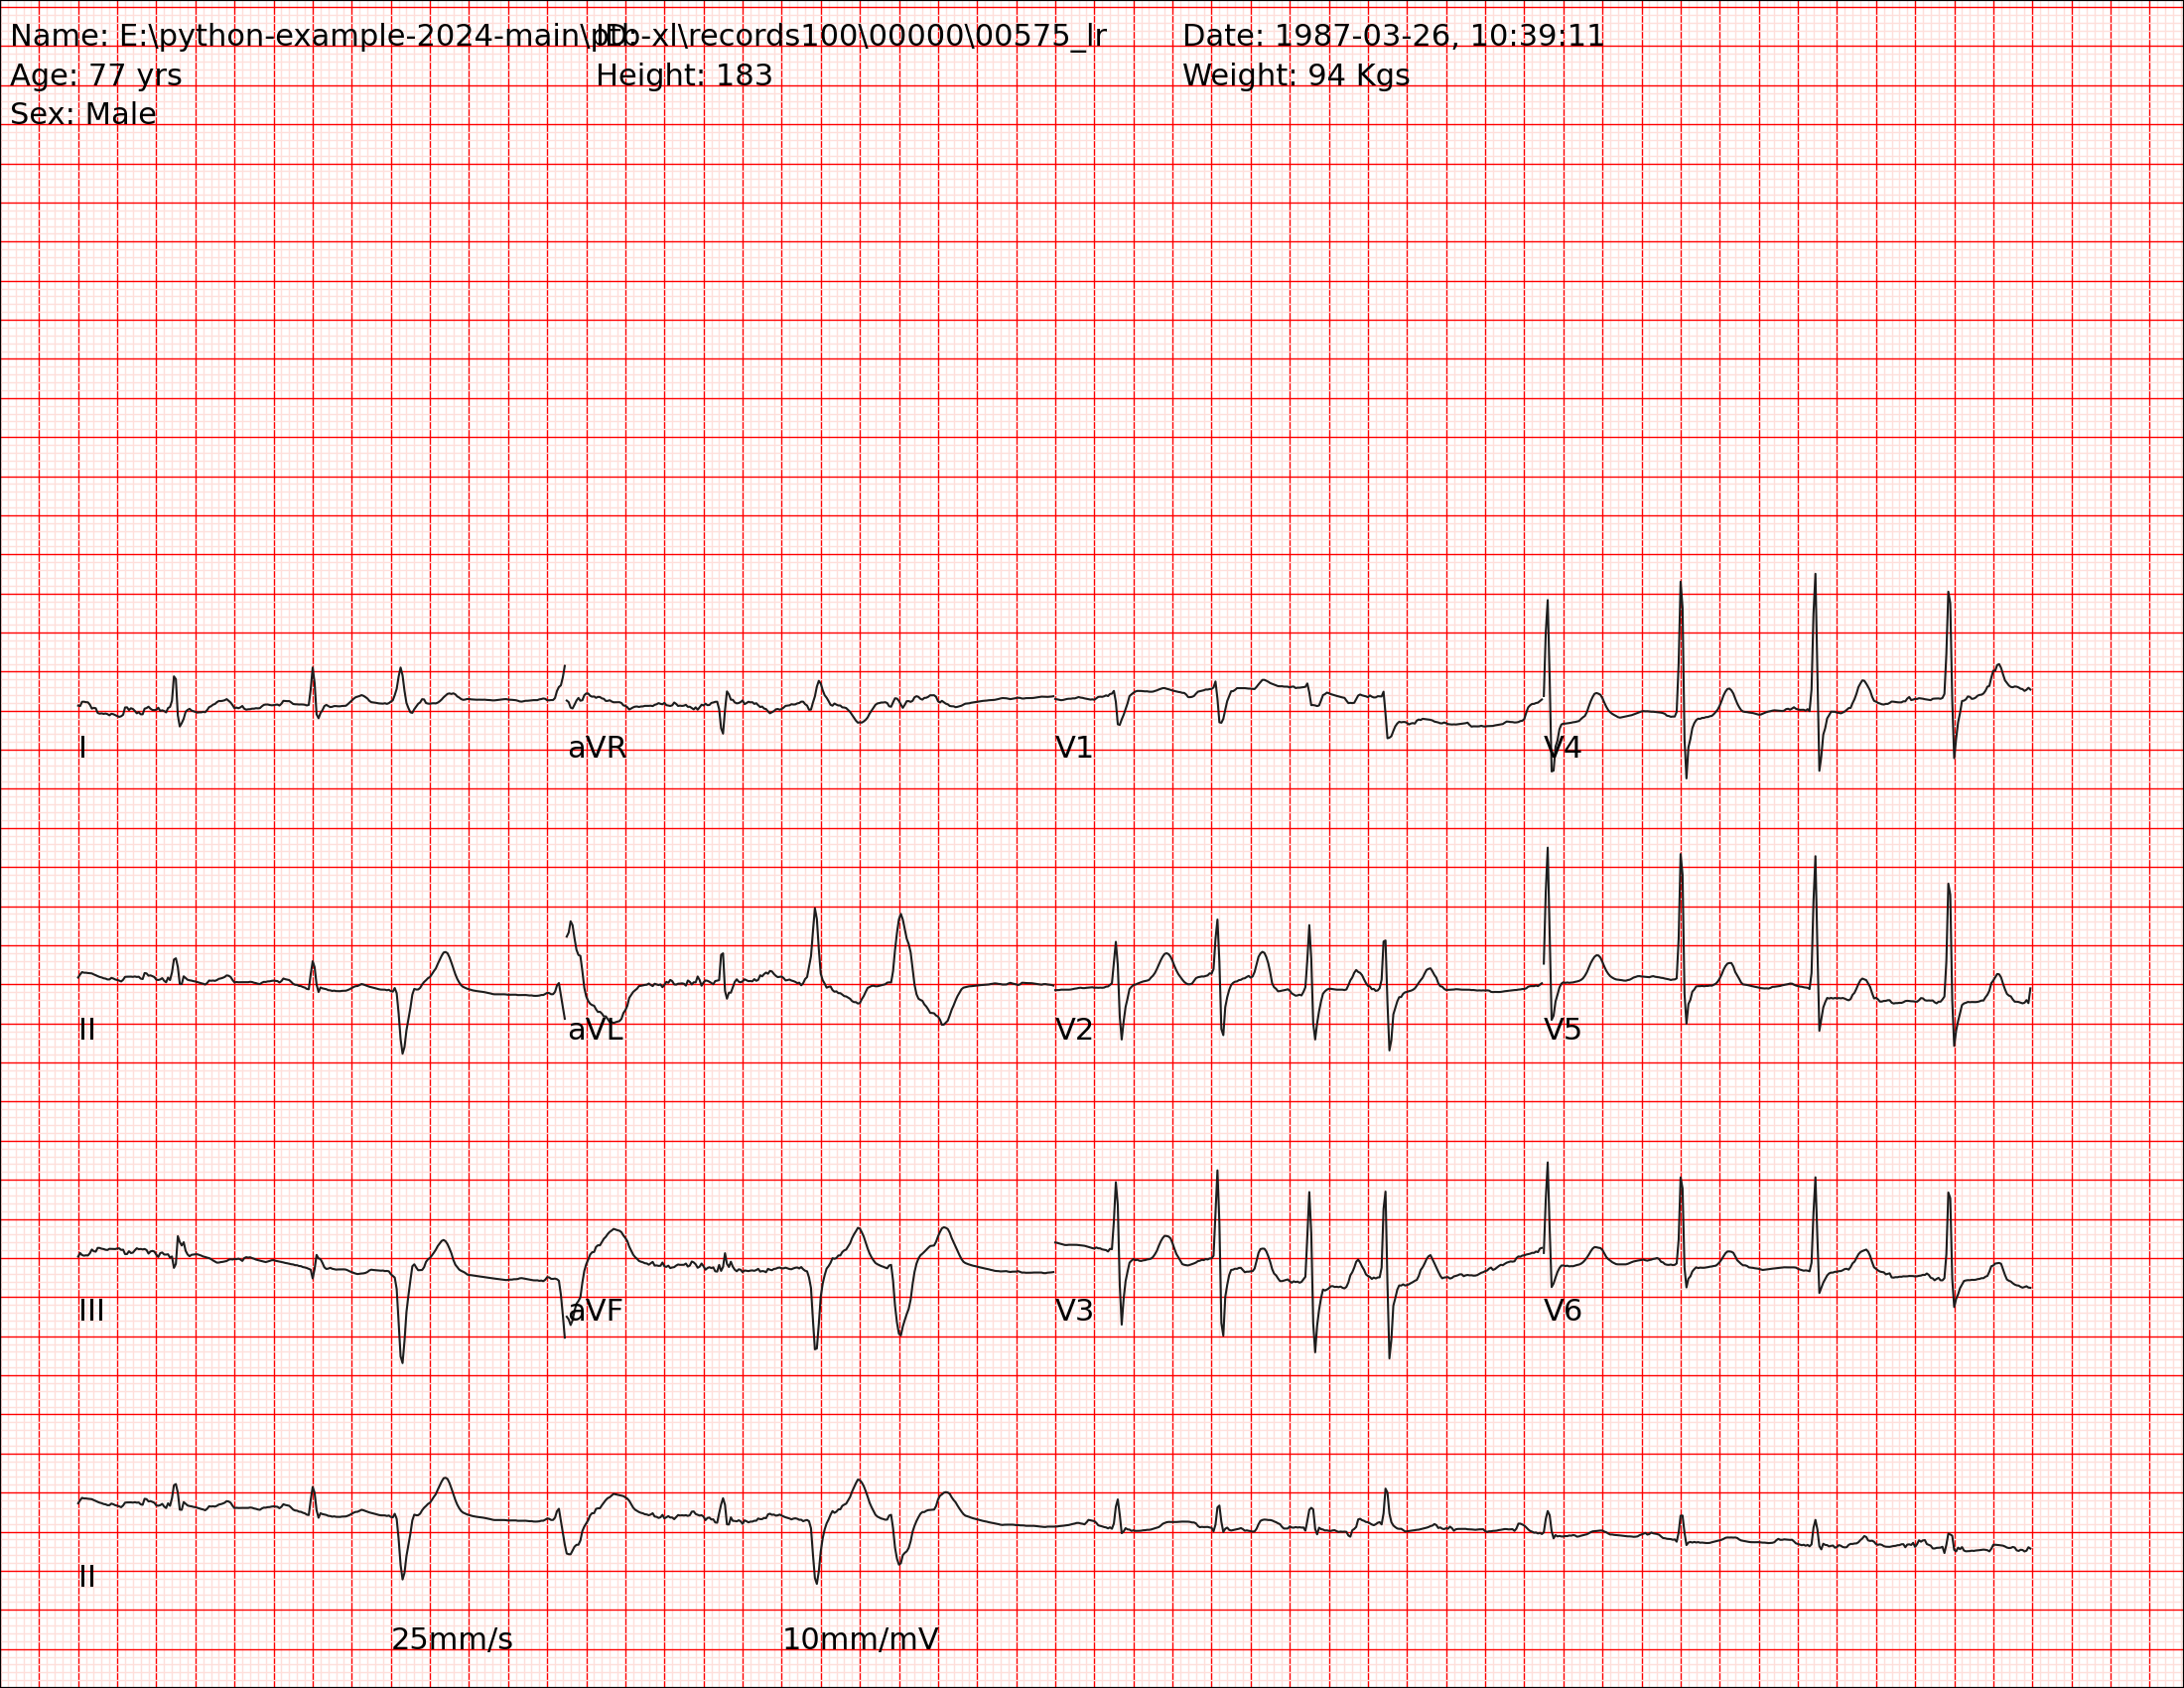 Name: E:\python-example-2024-main\ptb-xl\records100\00000\00575_lr ID: Date: 1987-03-26, 10:39:11
Age: 77 yrs Height: 183 Weight: 94 Kgs
Sex: Male
I aVR V1 V4
II aVL V2 V5
III aVF V3 V6
II
25mm/s 10mm/mV